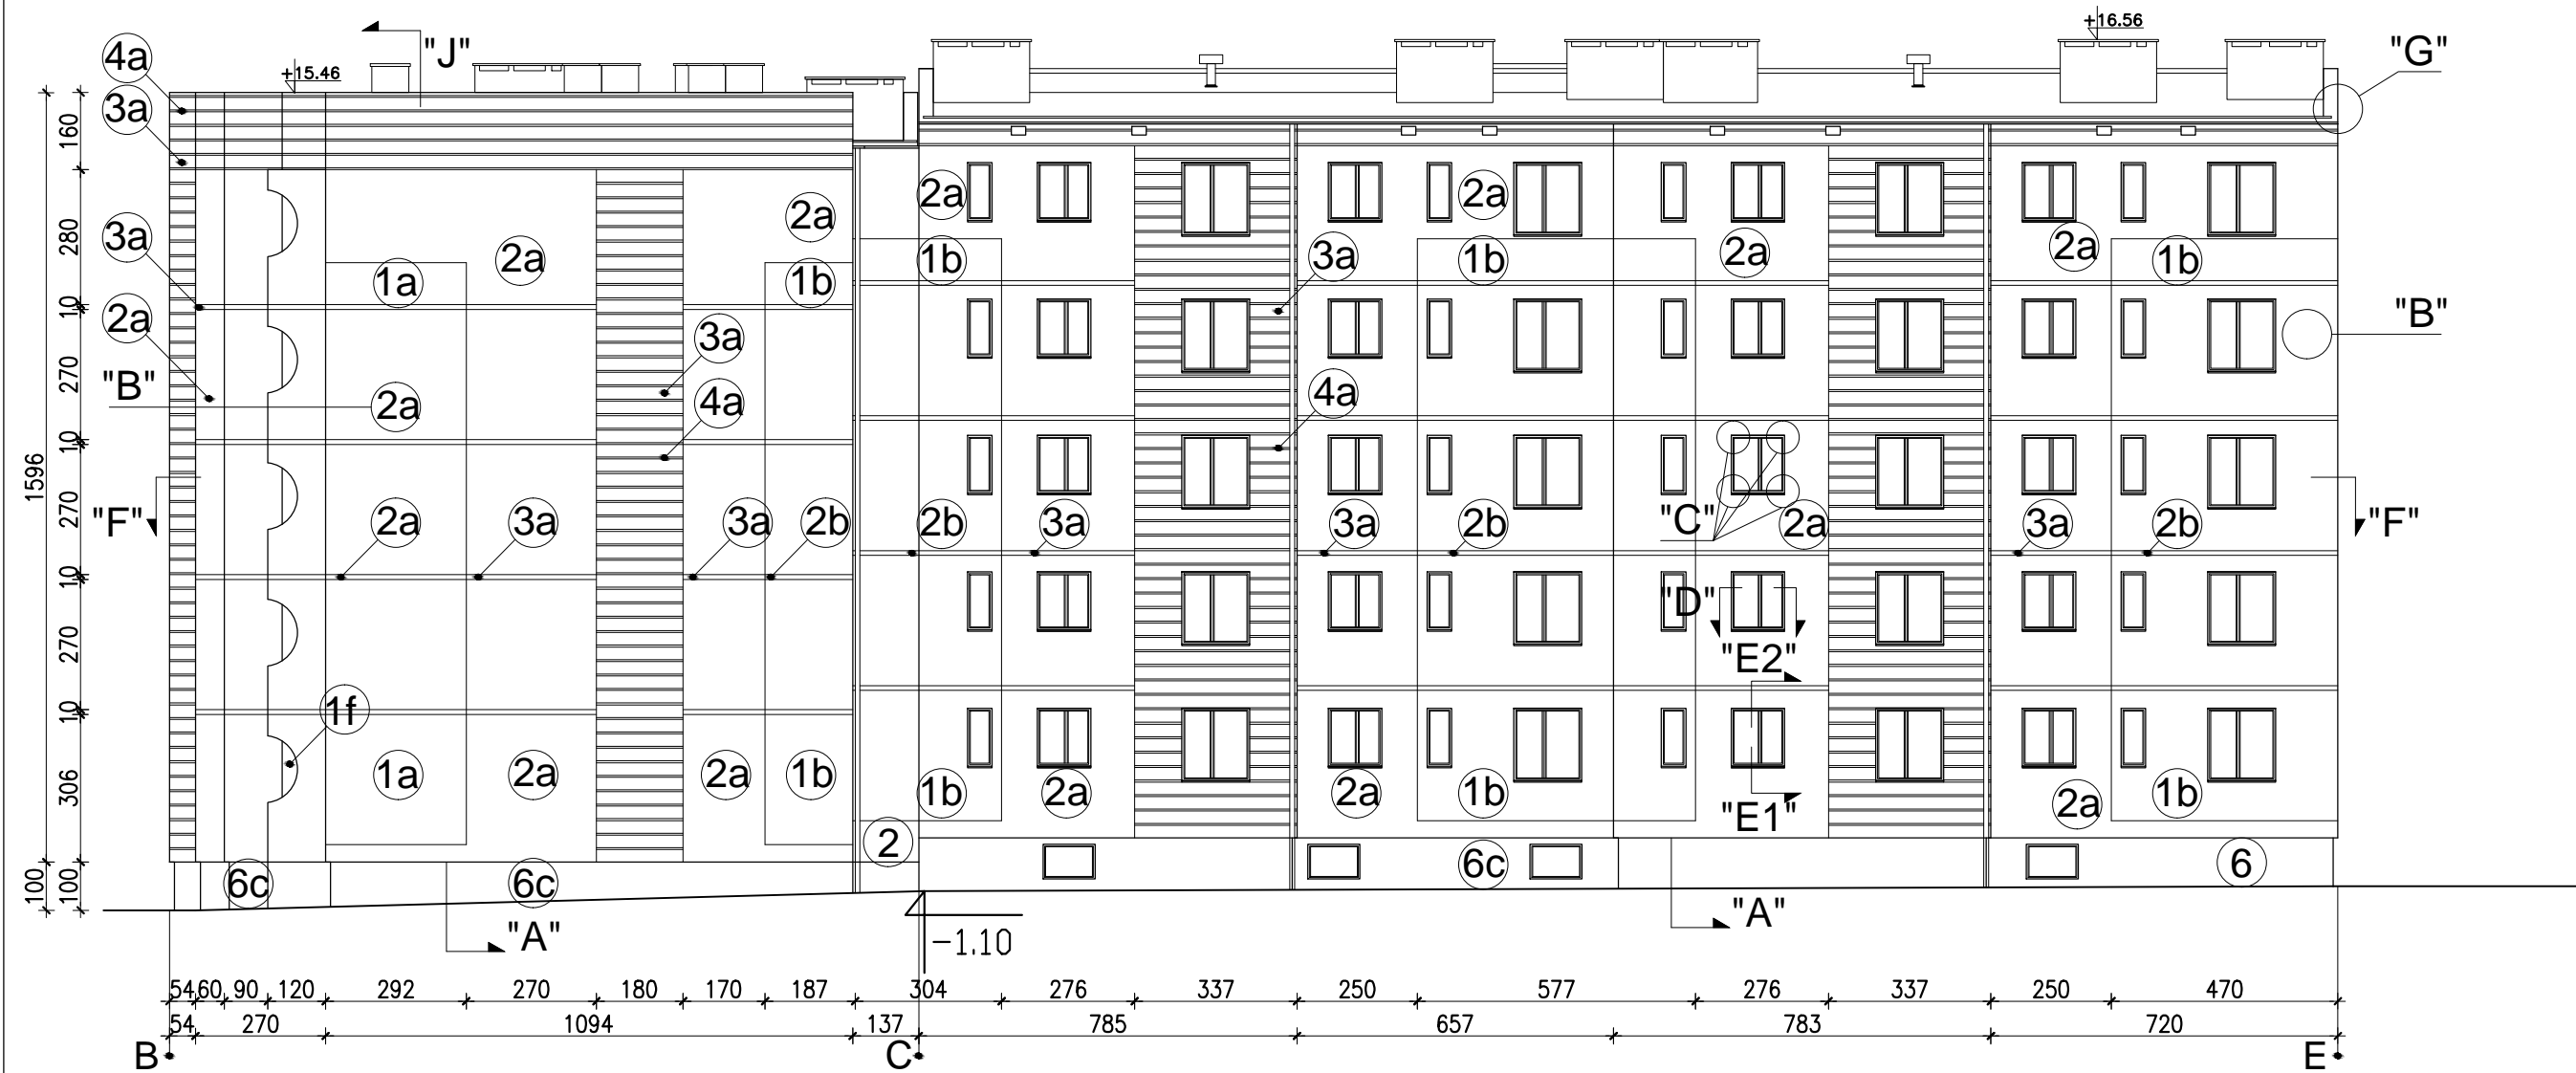 +16.56
"J"
"G"
4a
+15.46
3a
160
2a
2a
2a
2a
3a
280
2a
1a
1b
1b
3a
1b
2a
2a
1b
10
2a
3a
"B"
270
"B"
2a
4a
4a
10
1596
270
"F"
2a
3a
3a
2b
2b
3a
3a
2b
"C"
2a
3a
2b
"F"
10
270
"D"
"E2"
10
1f
306
1a
2a
2a
1b
1b
2a
2a
1b
"E1"
2a
1b
2
100
100
6c
6c
6c
6
"A"
-1.10
"A"
54 60 90 120 292 270 180 170 187 304 276 337 250 577 276 337 250 470
54 270 1094 137 785 657 783 720
B C E